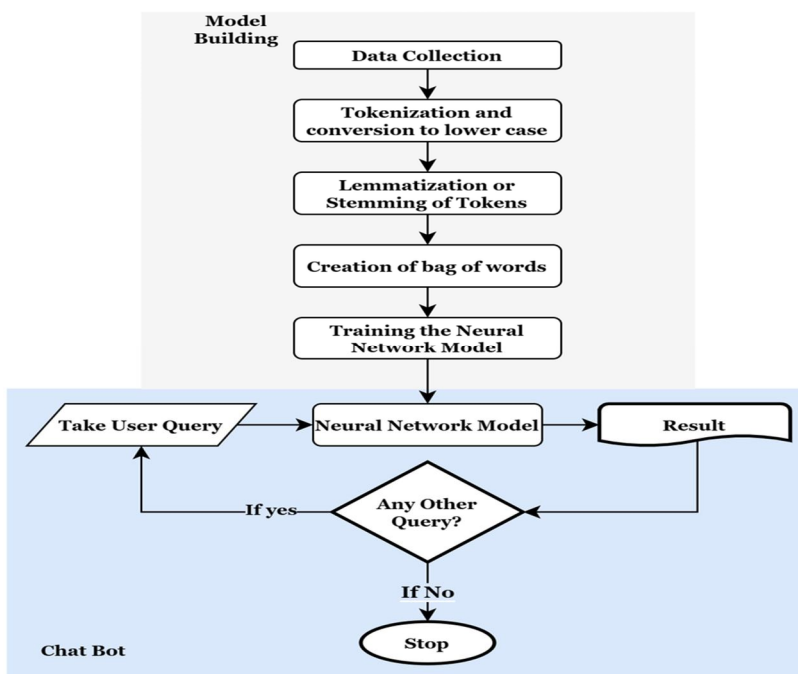 Model
Building
Data Collection
Tokenization and
conversion to lower case
Lemmatization or
Stemming of Tokens
Creation of bag of words
Training the Neural
Network Model
Take User Query
Neural Network Model
Result
Any Other
Query?
If yes
If No
Stop
Chat Bot